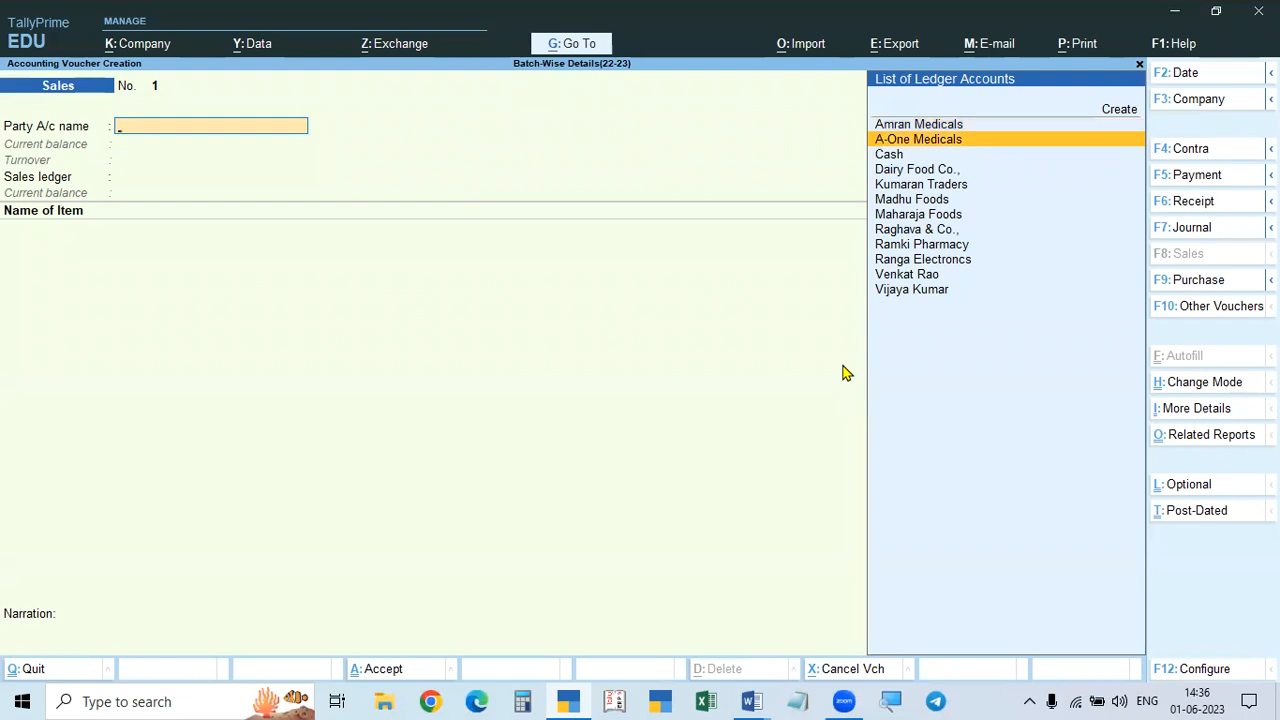 TallyPrime
EDU
MANAGE
K: Company
Y: Data
Z: Exchange
G: Go To
O: Import
E: Export
M: E-mail
P: Print
F1: Help
Accounting Voucher Creation
Batch-Wise Details(22-23)
Sales No. 1
Party A/c name :
Current balance :
Turnover :
Sales ledger :
Current balance :
Name of Item
Narration:
List of Ledger Accounts
Create
Amran Medicals
A-One Medicals
Cash
Dairy Food Co.,
Kumaran Traders
Madhu Foods
Maharaja Foods
Raghava & Co.,
Ramki Pharmacy
Ranga Electroncs
Venkat Rao
Vijaya Kumar
F2: Date
F3: Company
F4: Contra
F5: Payment
F6: Receipt
F7: Journal
F8: Sales
F9: Purchase
F10: Other Vouchers
F: Autofill
H: Change Mode
I: More Details
O: Related Reports
L: Optional
T: Post-Dated
Q: Quit
A: Accept
D: Delete
X: Cancel Vch
F12: Configure
Type here to search
zoom
ENG
14:36
01-06-2023